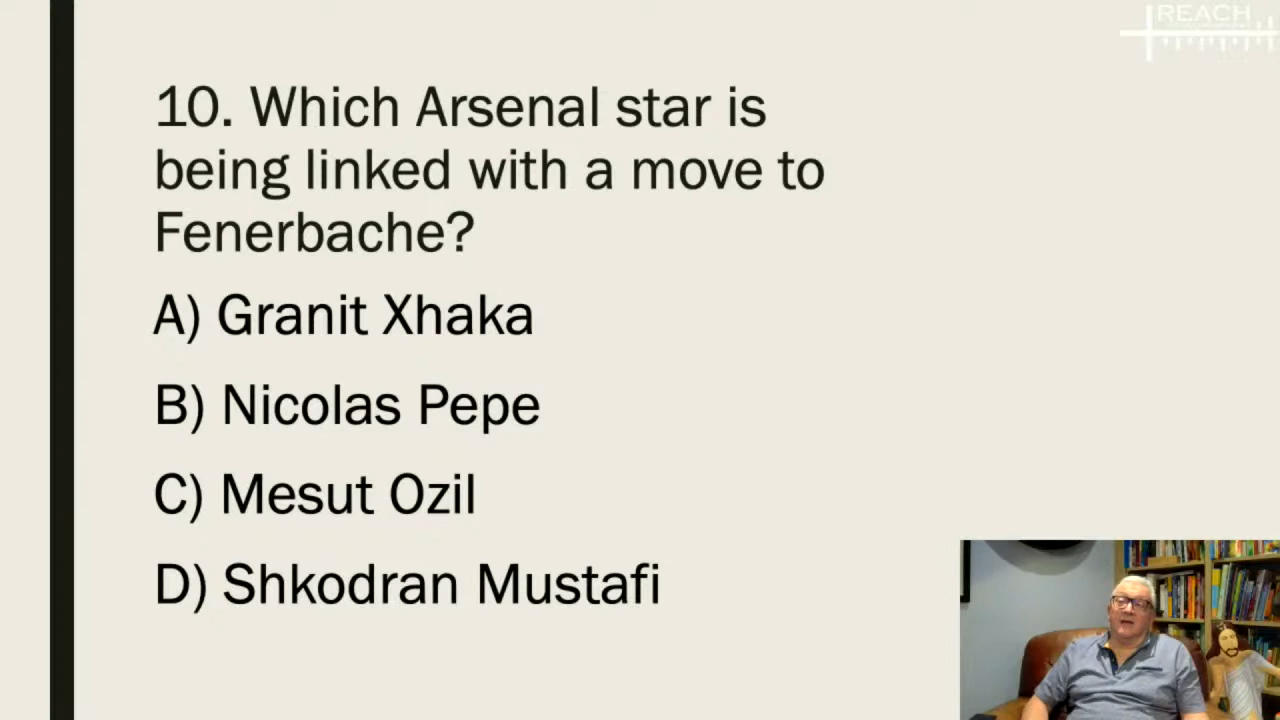 REACH
10. Which Arsenal star is
being linked with a move to
Fenerbache?
A) Granit Xhaka
B) Nicolas Pepe
C) Mesut Ozil
D) Shkodran Mustafi